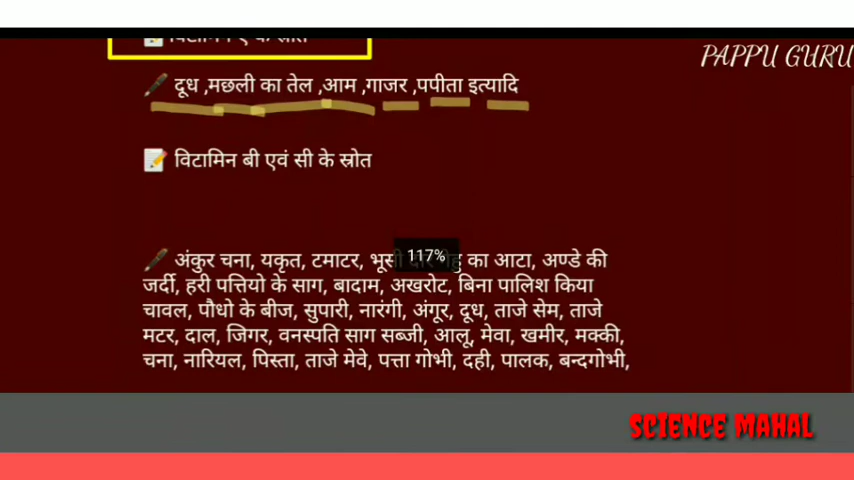 PAPPU GURU
दूध ,मछली का तेल ,आम ,गाजर ,पपीता इत्यादि
विटामिन बी एवं सी के स्रोत
117%
अंकुर चना, यकृत, टमाटर, का आटा, अण्डे की
जर्दी, हरी पत्तियो के साग, बादाम, अखरोट, बिना पालिश किया
चावल, पौधो के बीज, सुपारी, नारंगी, अंगूर, दूध, ताजे सेम, ताजे
मटर, दाल, जिगर, वनस्पति साग सब्जी, आलू, मेवा, खमीर, मक्की,
चना, नारियल, पिस्ता, ताजे मेवे, पत्ता गोभी, दही, पालक, बन्दगोभी,
SCIENCE MAHAL